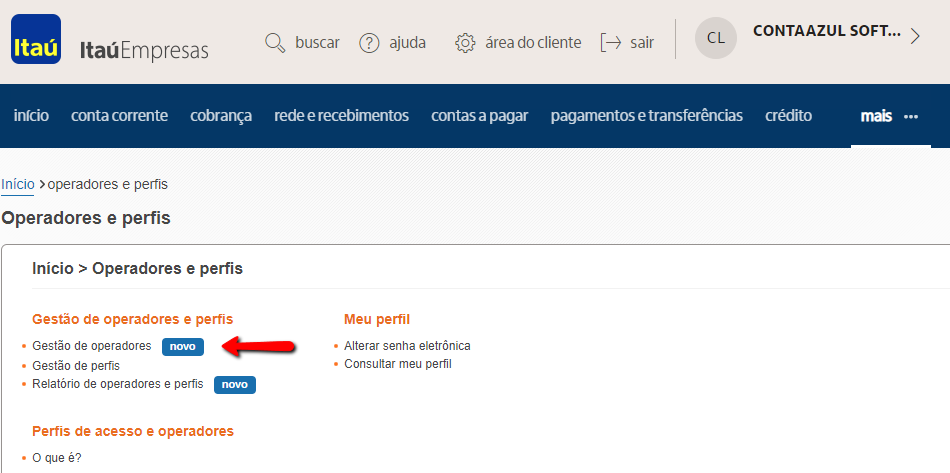 Itaú
ItaúEmpresas
buscar
ajuda
área do cliente
sair
CL
CONTAAZUL SOFT...
início
conta corrente
cobrança
rede e recebimentos
contas a pagar
pagamentos e transferências
crédito
mais ···
Início > operadores e perfis
Operadores e perfis
Início > Operadores e perfis
Gestão de operadores e perfis
• Gestão de operadores novo
• Gestão de perfis
• Relatório de operadores e perfis novo
Meu perfil
• Alterar senha eletrônica
• Consultar meu perfil
Perfis de acesso e operadores
• O que é?